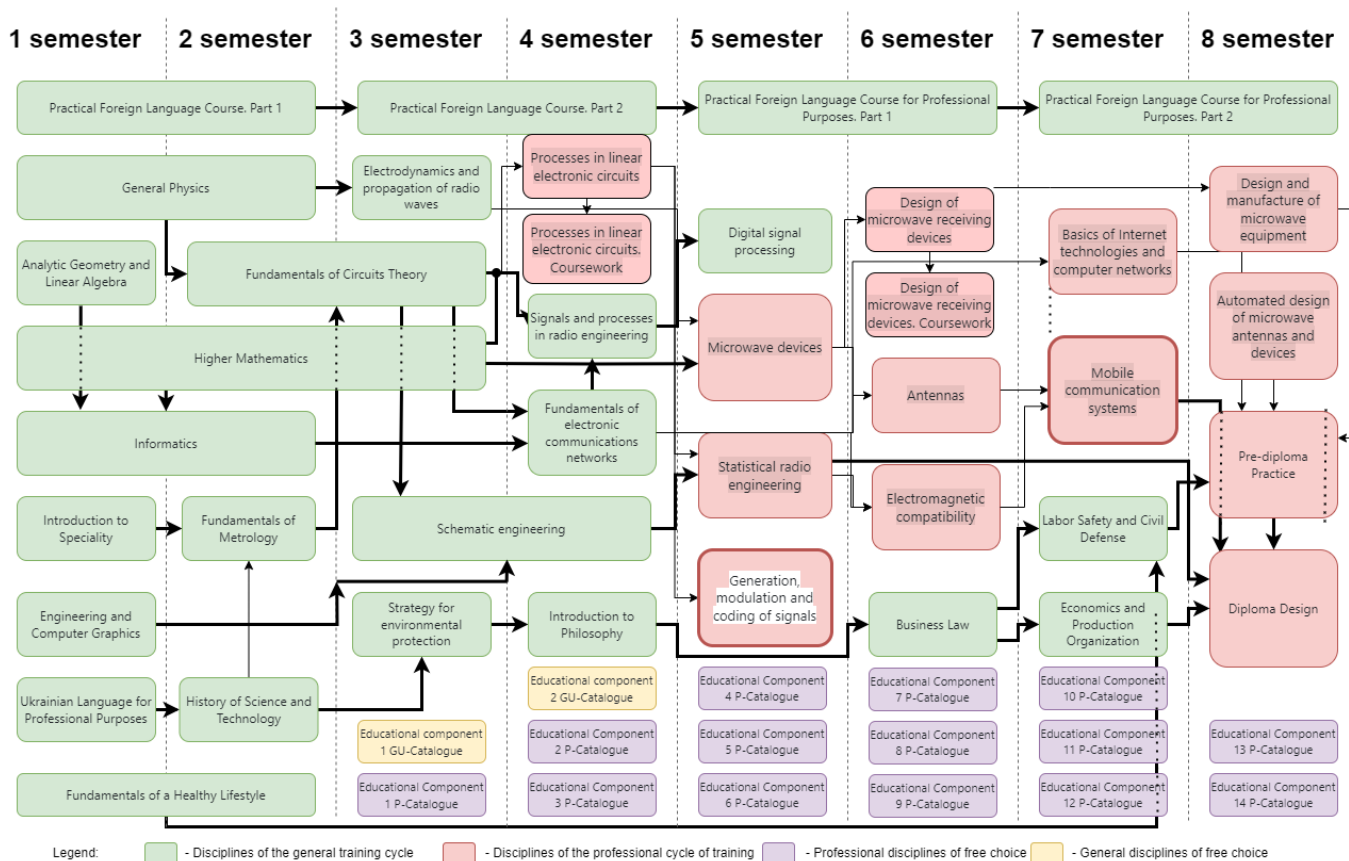 1 semester
2 semester
3 semester
4 semester
5 semester
6 semester
7 semester
8 semester
Practical Foreign Language Course. Part 1
Practical Foreign Language Course. Part 2
Practical Foreign Language Course for Professional
Purposes. Part 1
Practical Foreign Language Course for Professional
Purposes. Part 2
General Physics
Electrodynamics and
propagation of radio
waves
Processes in linear
electronic circuits
Processes in linear
electronic circuits.
Coursework
Digital signal
processing
Design of
microwave receiving
devices
Design of
microwave receiving
devices. Coursework
Basics of Internet
technologies and
computer networks
Design and
manufacture of
microwave
equipment
Analytic Geometry and
Linear Algebra
Fundamentals of Circuits Theory
Signals and processes
in radio engineering
Microwave devices
Automated design
of microwave
antennas and
devices
Higher Mathematics
Antennas
Mobile
communication
systems
Informatics
Fundamentals of
electronic
communications
networks
Statistical radio
engineering
Electromagnetic
compatibility
Pre-diploma
Practice
Introduction to
Speciality
Fundamentals of
Metrology
Schematic engineering
Labor Safety and Civil
Defense
Engineering and
Computer Graphics
Strategy for
environmental
protection
Introduction to
Philosophy
Generation,
modulation and
coding of signals
Business Law
Economics and
Production
Organization
Diploma Design
Ukrainian Language for
Professional Purposes
History of Science and
Technology
Educational component
1 GU-Catalogue
Educational Component
1 P-Catalogue
Educational component
2 GU-Catalogue
Educational Component
2 P-Catalogue
Educational Component
3 P-Catalogue
Educational Component
4 P-Catalogue
Educational Component
5 P-Catalogue
Educational Component
6 P-Catalogue
Educational Component
7 P-Catalogue
Educational Component
8 P-Catalogue
Educational Component
9 P-Catalogue
Educational Component
10 P-Catalogue
Educational Component
11 P-Catalogue
Educational Component
12 P-Catalogue
Educational Component
13 P-Catalogue
Educational Component
14 P-Catalogue
Fundamentals of a Healthy Lifestyle
Legend:
- Disciplines of the general training cycle
- Disciplines of the professional cycle of training
- Professional disciplines of free choice
- General disciplines of free choice